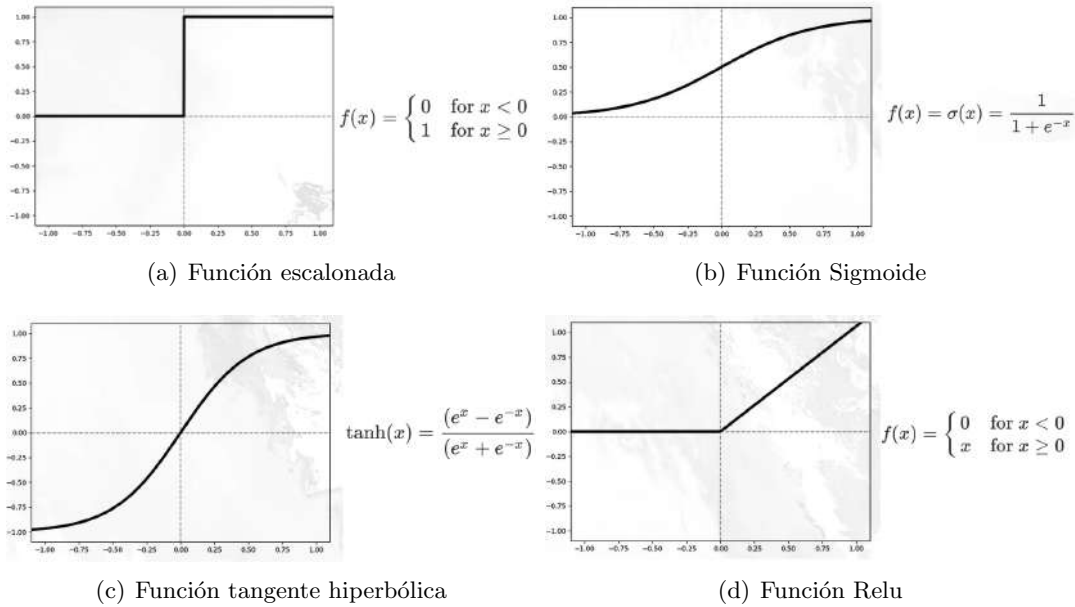 1.00
0.75
0.50
0.25
0.00
−0.25
−0.50
−0.75
−1.00
−1.00 −0.75 −0.50 −0.25 0.00 0.25 0.50 0.75 1.00
f(x) = { 0 for x < 0
1 for x ≥ 0
(a) Función escalonada
1.00
0.75
0.50
0.25
0.00
−0.25
−0.50
−0.75
−1.00
−1.00 −0.75 −0.50 −0.25 0.00 0.25 0.50 0.75 1.00
f(x) = σ(x) = 1 / (1 + e^{−x})
(b) Función Sigmoide
1.00
0.75
0.50
0.25
0.00
−0.25
−0.50
−0.75
−1.00
−1.00 −0.75 −0.50 −0.25 0.00 0.25 0.50 0.75 1.00
tanh(x) = (e^x − e^{−x}) / (e^x + e^{−x})
(c) Función tangente hiperbólica
1.00
0.75
0.50
0.25
0.00
−0.25
−0.50
−0.75
−1.00
−1.00 −0.75 −0.50 −0.25 0.00 0.25 0.50 0.75 1.00
f(x) = { 0 for x < 0
x for x ≥ 0
(d) Función Relu